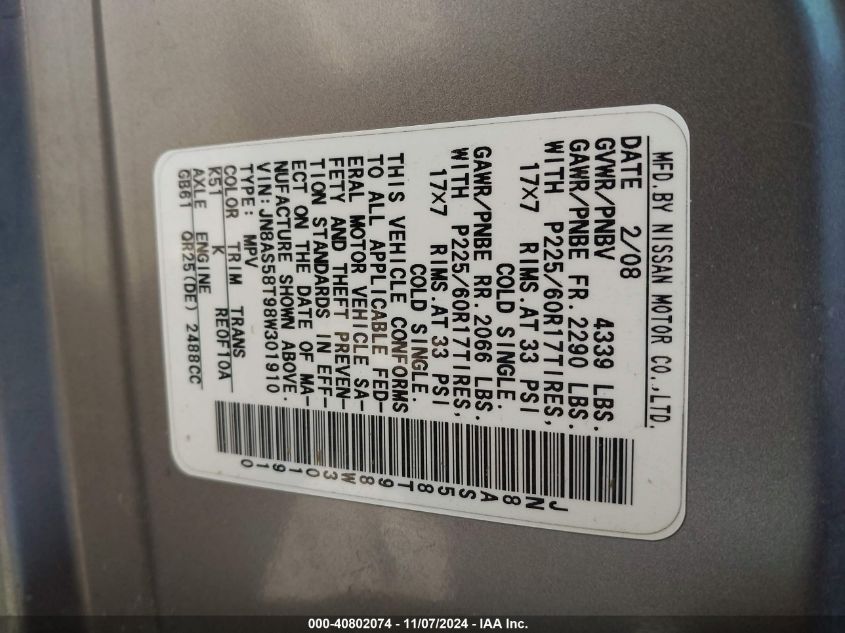 MFD.BY NISSAN MOTOR CO.,LTD.
DATE 2/08
GVWR/PNBV 4339 LBS.
GAWR/PNBE FR. 2290 LBS.
WITH P225/60R17TIRES,
17X7 RIMS.AT 33 PSI
COLD SINGLE.
GAWR/PNBE RR. 2066 LBS.
WITH P225/60R17TIRES,
17X7 RIMS.AT 33 PSI
COLD SINGLE.
THIS VEHICLE CONFORMS
TO ALL APPLICABLE FED-
ERAL MOTOR VEHICLE SA-
FETY AND THEFT PREVEN-
TION STANDARDS IN EFF-
ECT ON THE DATE OF MA-
NUFACTURE SHOWN ABOVE.
VIN:JN8AS58T98W301910
TYPE: MPV
COLOR TRIM TRANS
K51 K RE0F10A
AXLE ENGINE
GB61 QR25(DE) 2488CC
JN8AS58T98W301910
000-40802074 - 11/07/2024 - IAA Inc.